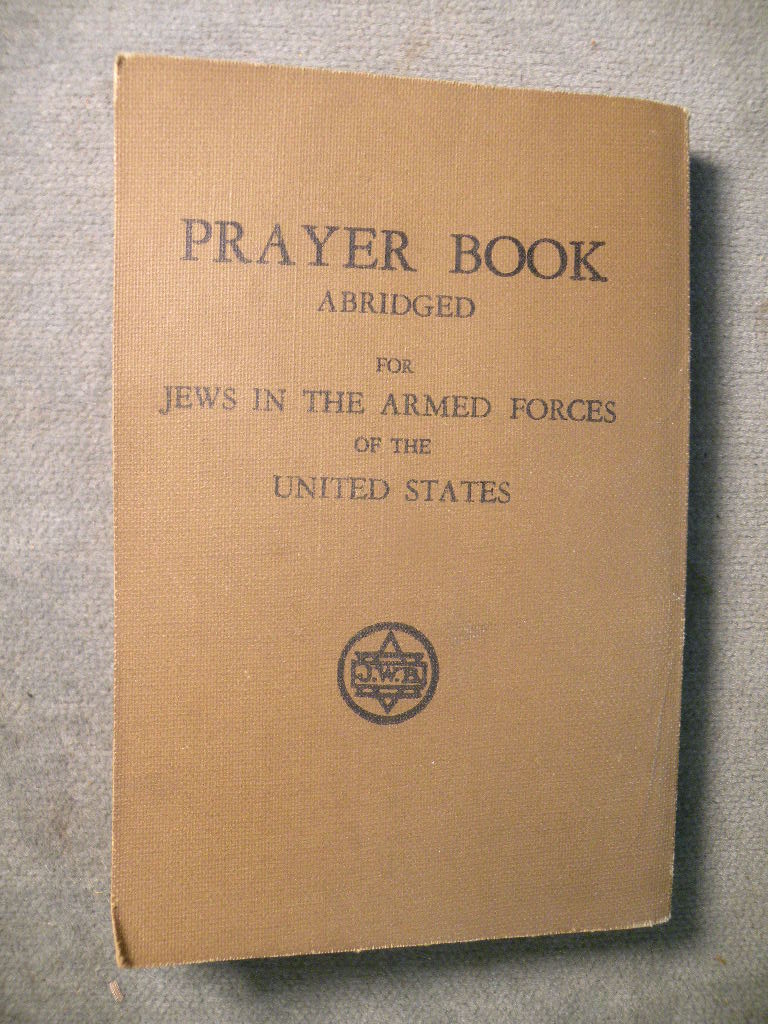 PRAYER BOOK
ABRIDGED
FOR
JEWS IN THE ARMED FORCES
OF THE
UNITED STATES
J.W.B.